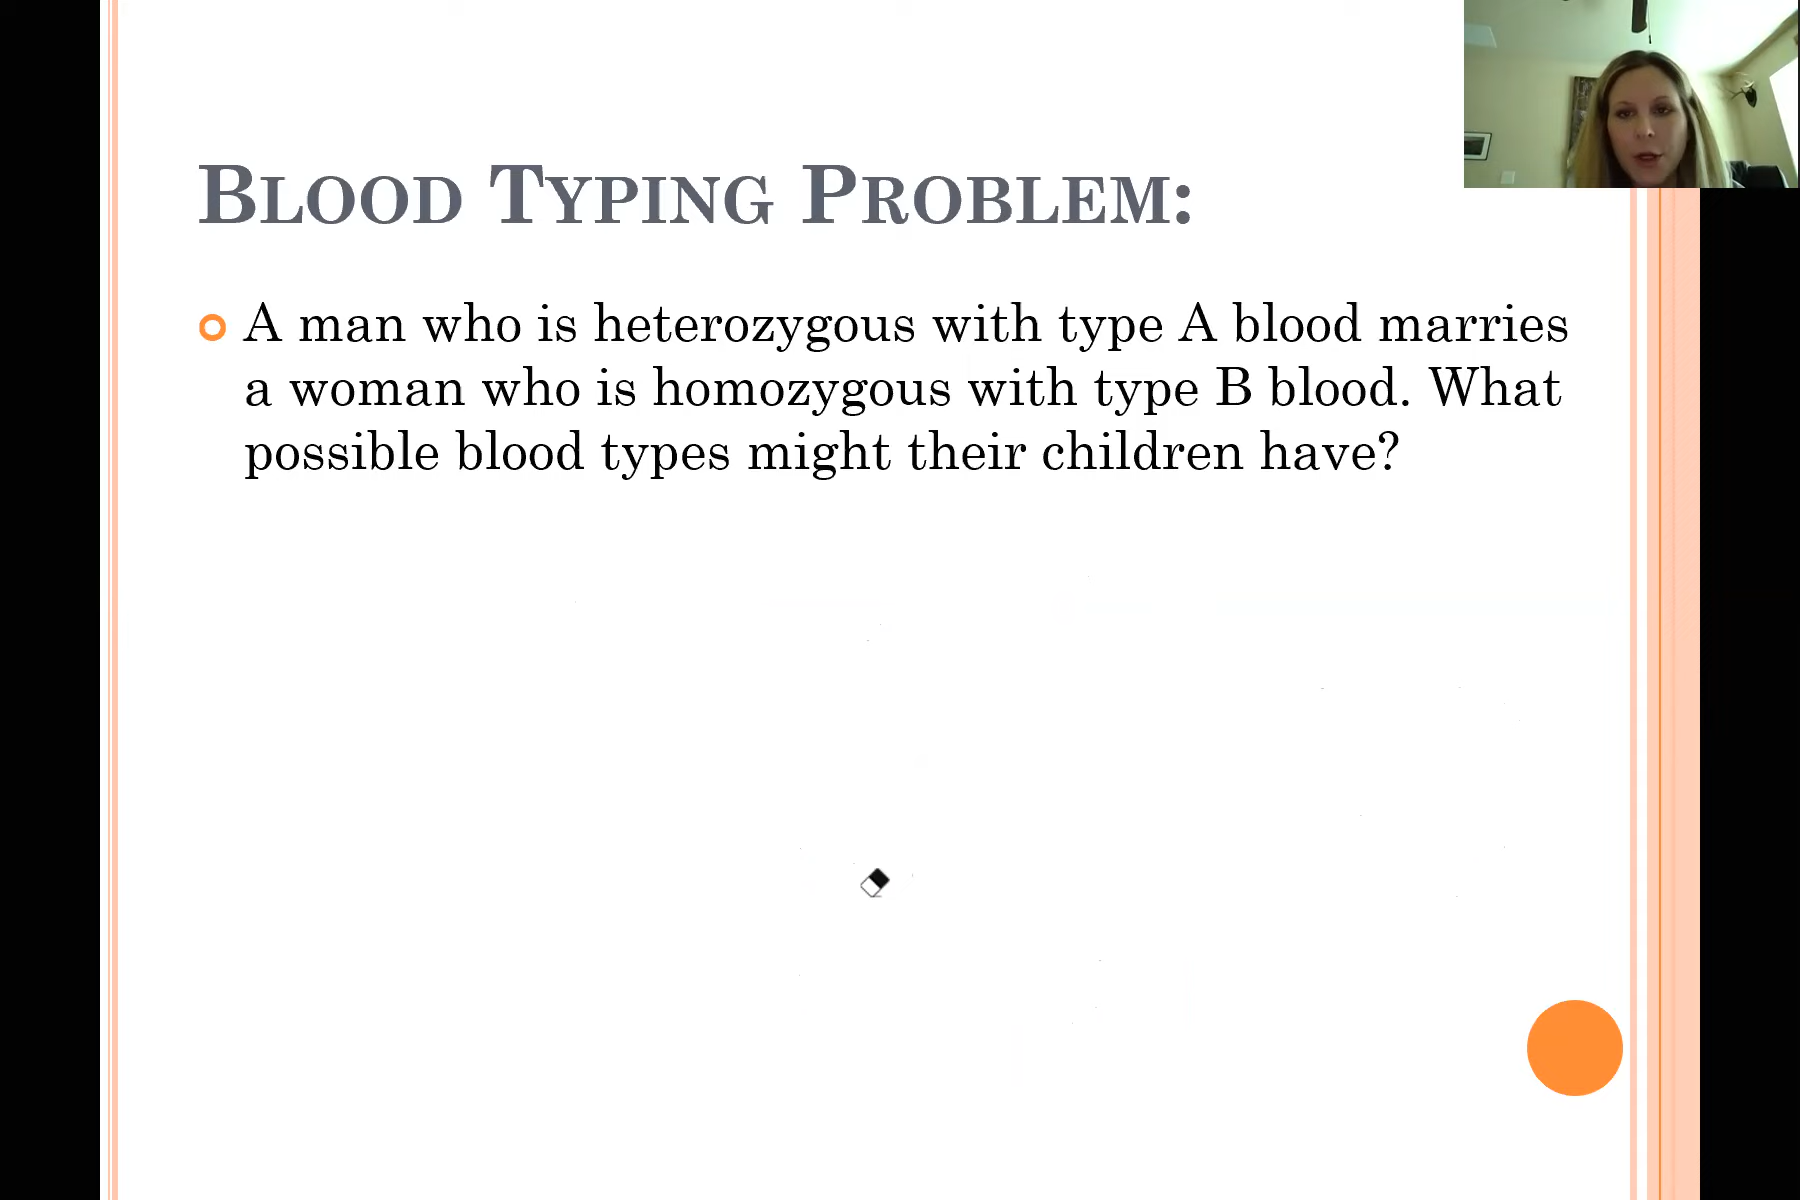 Blood Typing Problem:
A man who is heterozygous with type A blood marries
a woman who is homozygous with type B blood. What
possible blood types might their children have?